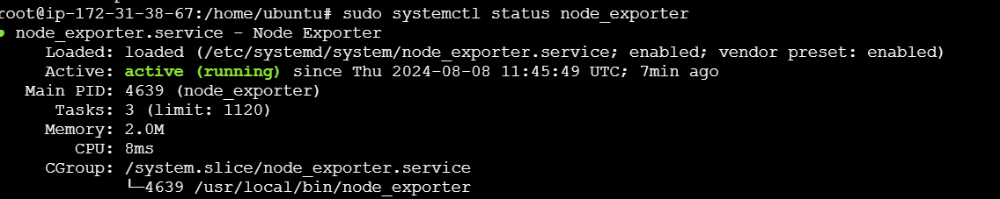 root@ip-172-31-38-67:/home/ubuntu# sudo systemctl status node_exporter
● node_exporter.service - Node Exporter
Loaded: loaded (/etc/systemd/system/node_exporter.service; enabled; vendor preset: enabled)
Active: active (running) since Thu 2024-08-08 11:45:49 UTC; 7min ago
Main PID: 4639 (node_exporter)
Tasks: 3 (limit: 1120)
Memory: 2.0M
CPU: 8ms
CGroup: /system.slice/node_exporter.service
└─4639 /usr/local/bin/node_exporter